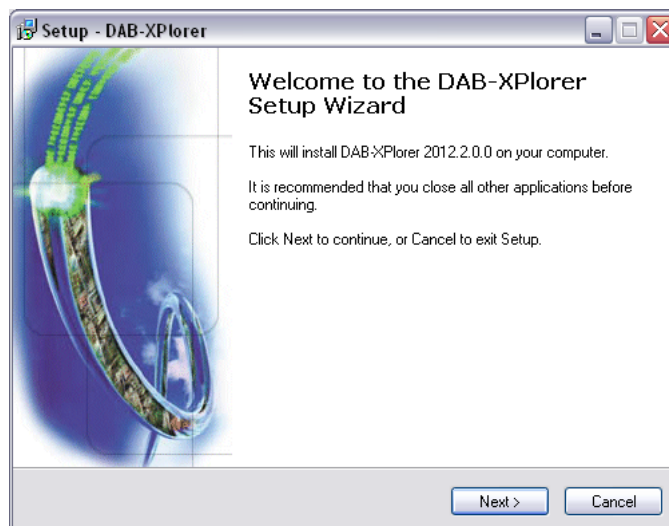 Setup - DAB-XPlorer
Welcome to the DAB-XPlorer
Setup Wizard
This will install DAB-XPlorer 2012.2.0.0 on your computer.
It is recommended that you close all other applications before
continuing.
Click Next to continue, or Cancel to exit Setup.
Next >
Cancel